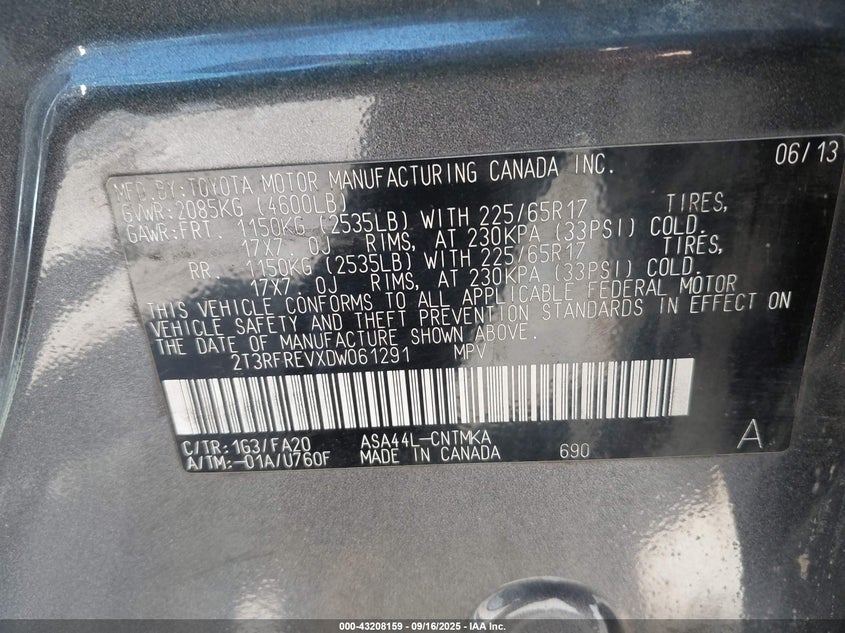 06/13
MFD BY:TOYOTA MOTOR MANUFACTURING CANADA INC.
GVWR:2085KG (4600LB)
GAWR:FRT. 1150KG (2535LB) WITH 225/65R17 TIRES,
17X7.0J RIMS, AT 230KPA (33PSI) COLD.
RR. 1150KG (2535LB) WITH 225/65R17 TIRES,
17X7.0J RIMS, AT 230KPA (33PSI) COLD.
THIS VEHICLE CONFORMS TO ALL APPLICABLE FEDERAL MOTOR
VEHICLE SAFETY AND THEFT PREVENTION STANDARDS IN EFFECT ON
THE DATE OF MANUFACTURE SHOWN ABOVE.
2T3RFREVXDW061291 MPV
C/TR:1G3/FA20 ASA44L-CNTMKA
A/TM:-01A/U760F MADE IN CANADA 690 A
000-43208159 - 09/16/2025 - IAA Inc.